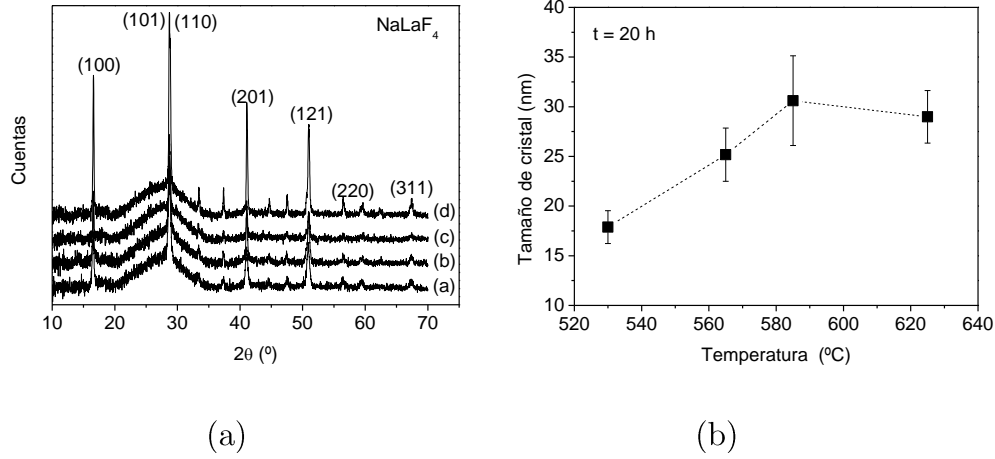 (101) (110)
NaLaF4
(100)
(201)
(121)
(220)
(311)
(d)
(c)
(b)
(a)
Cuentas
10 20 30 40 50 60 70
2θ (º)
(a)
t = 20 h
40
35
30
25
20
15
10
Tamaño de cristal (nm)
520 540 560 580 600 620 640
Temperatura (ºC)
(b)